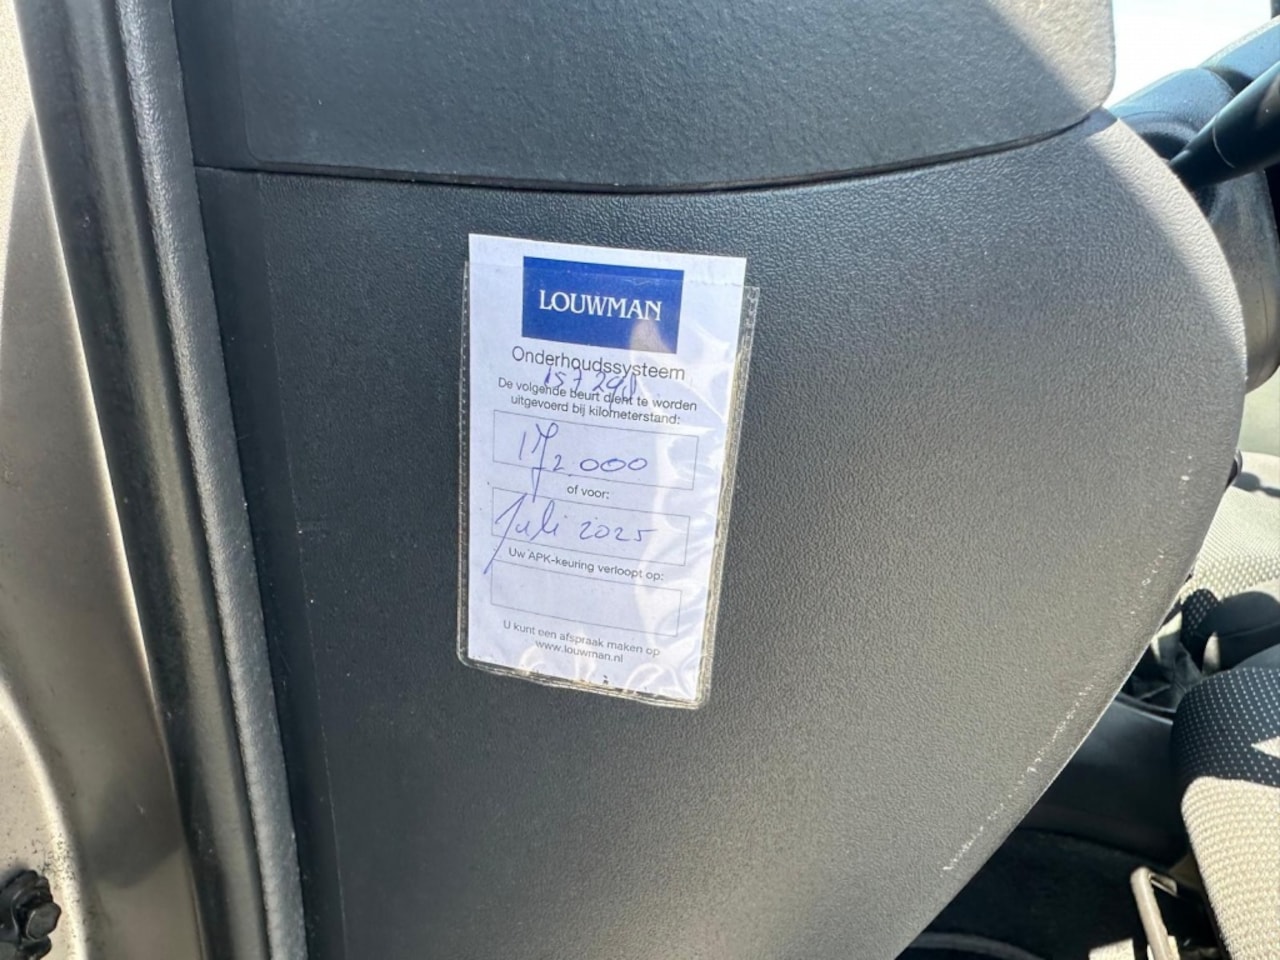 LOUWMAN
Onderhoudssysteem
De volgende beurt dient te worden
uitgevoerd bij kilometerstand:
172.000
of voor:
Juli 2025
Uw APK-keuring verloopt op:
U kunt een afspraak maken op
www.louwman.nl